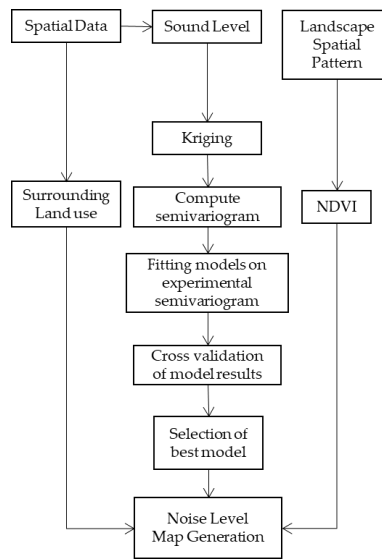 Spatial Data
Sound Level
Landscape
Spatial
Pattern
Kriging
Surrounding
Land use
Compute
semivariogram
NDVI
Fitting models on
experimental
semivariogram
Cross validation
of model results
Selection of
best model
Noise Level
Map Generation